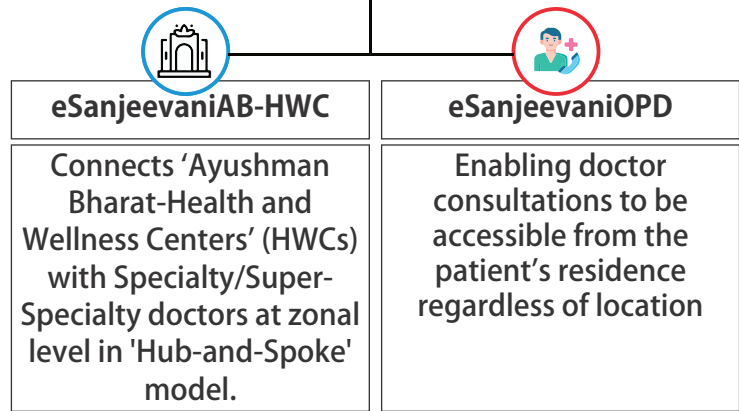 eSanjeevaniAB-HWC
Connects ‘Ayushman
Bharat-Health and
Wellness Centers’ (HWCs)
with Specialty/Super-
Specialty doctors at zonal
level in 'Hub-and-Spoke'
model.
eSanjeevaniOPD
Enabling doctor
consultations to be
accessible from the
patient’s residence
regardless of location